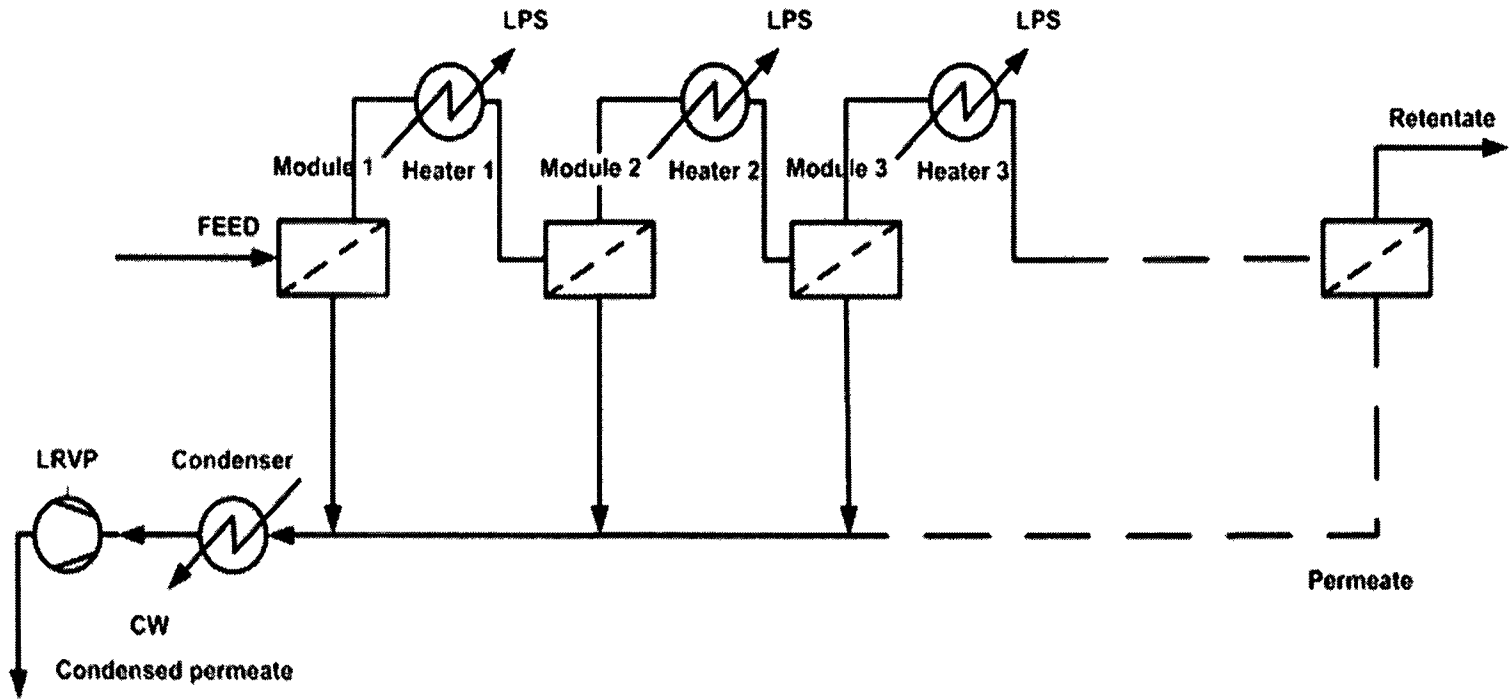 LPS
LPS
LPS
Retentate
Module 1
Heater 1
Module 2
Heater 2
Module 3
Heater 3
FEED
LRVP
Condenser
Permeate
CW
Condensed permeate